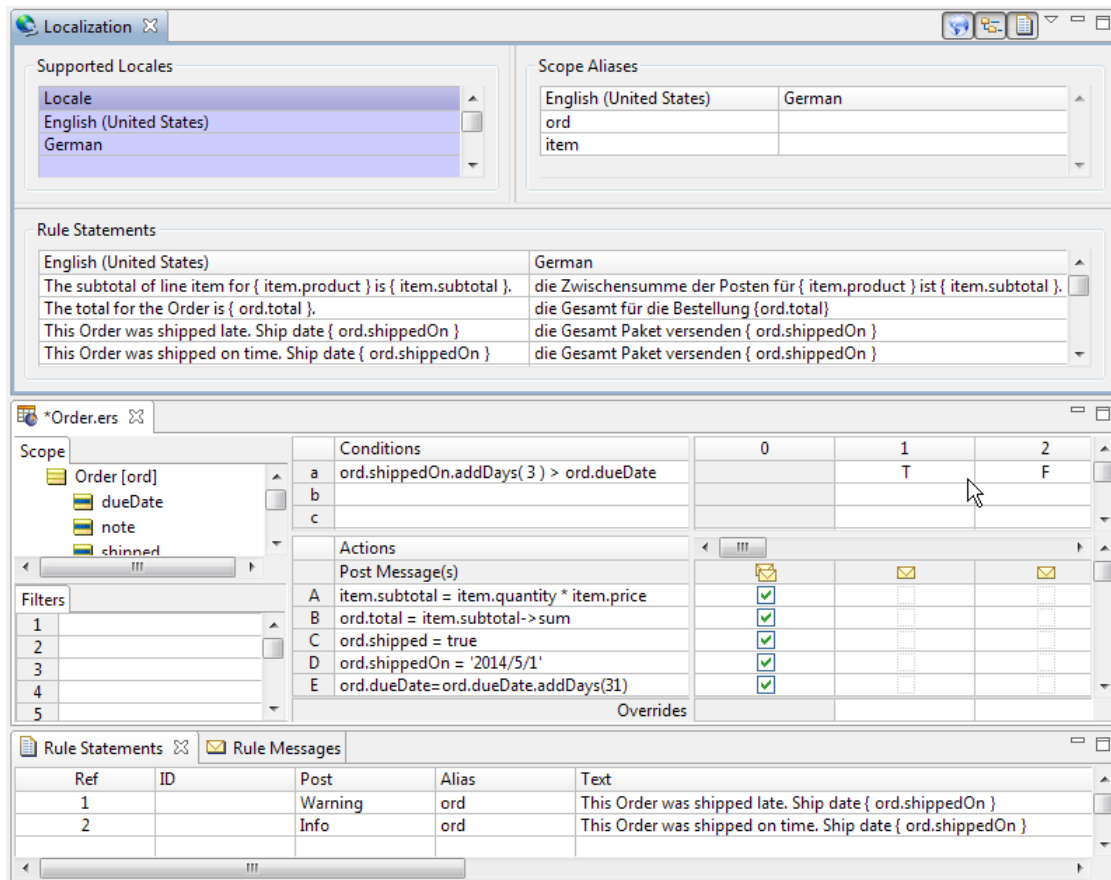 Localization
Supported Locales
Scope Aliases
Locale
English (United States)
German
English (United States) German
ord
item
Rule Statements
English (United States) German
The subtotal of line item for { item.product } is { item.subtotal }. die Zwischensumme der Posten für { item.product } ist { item.subtotal }.
The total for the Order is { ord.total }. die Gesamt für die Bestellung {ord.total}
This Order was shipped late. Ship date { ord.shippedOn } die Gesamt Paket versenden { ord.shippedOn }
This Order was shipped on time. Ship date { ord.shippedOn } die Gesamt Paket versenden { ord.shippedOn }
*Order.ers
Scope
Order [ord]
dueDate
note
shipped
Filters
1
2
3
4
5
Conditions 0 1 2
a ord.shippedOn.addDays( 3 ) > ord.dueDate T F
b
c
Actions
Post Message(s)
A item.subtotal = item.quantity * item.price
B ord.total = item.subtotal->sum
C ord.shipped = true
D ord.shippedOn = '2014/5/1'
E ord.dueDate=ord.dueDate.addDays(31)
Overrides
Rule Statements Rule Messages
Ref ID Post Alias Text
1 Warning ord This Order was shipped late. Ship date { ord.shippedOn }
2 Info ord This Order was shipped on time. Ship date { ord.shippedOn }